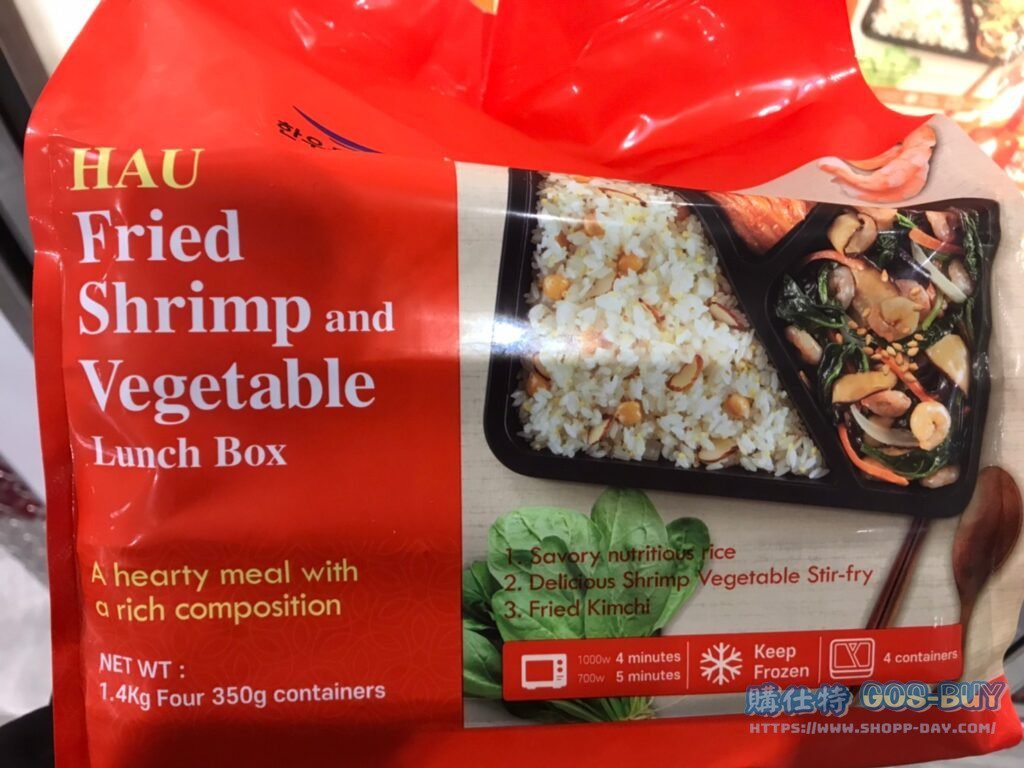 HAU
Fried
Shrimp and
Vegetable
Lunch Box
A hearty meal with
a rich composition
NET WT :
1.4Kg Four 350g containers
1. Savory nutritious rice
2. Delicious Shrimp Vegetable Stir-fry
3. Fried Kimchi
1000w 4 minutes
700w 5 minutes
Keep
Frozen
4 containers
購仕特 GOS-BUY
HTTPS://WWW.SHOPP-DAY.COM/